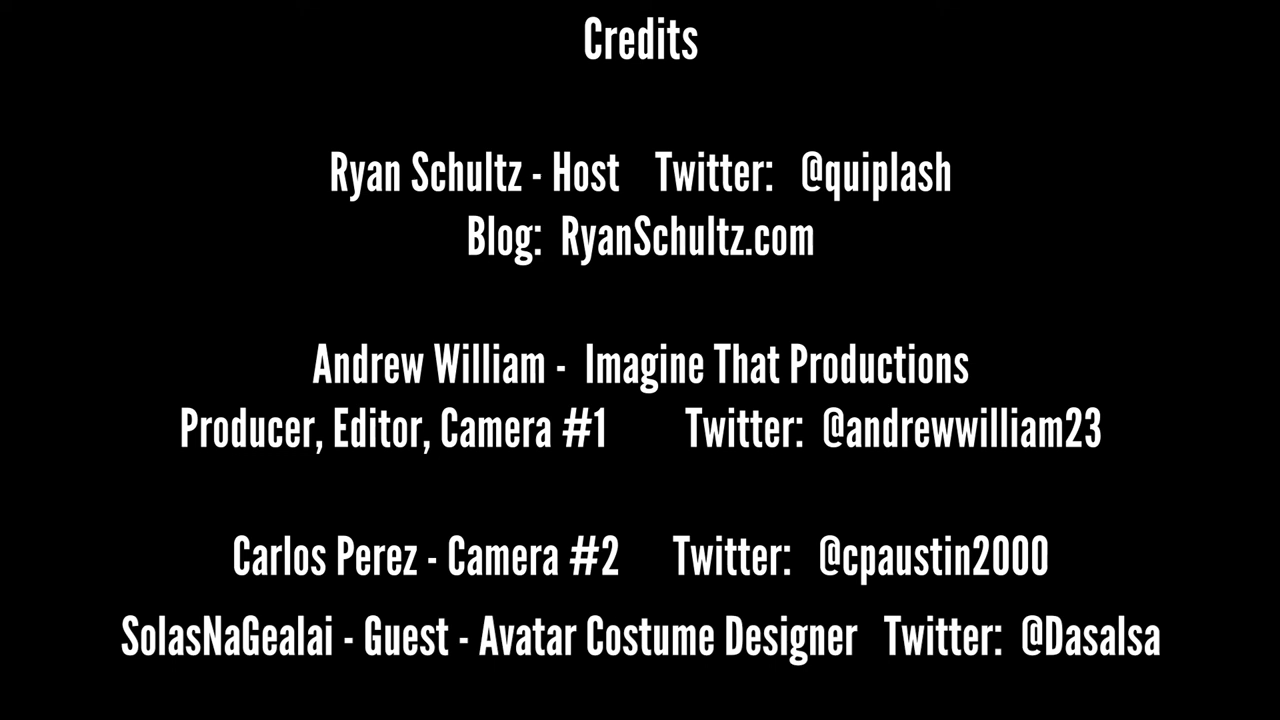 Credits
Ryan Schultz - Host Twitter: @quiplash
Blog: RyanSchultz.com
Andrew William - Imagine That Productions
Producer, Editor, Camera #1 Twitter: @andrewwilliam23
Carlos Perez - Camera #2 Twitter: @cpaustin2000
SolasNaGealai - Guest - Avatar Costume Designer Twitter: @Dasalsa